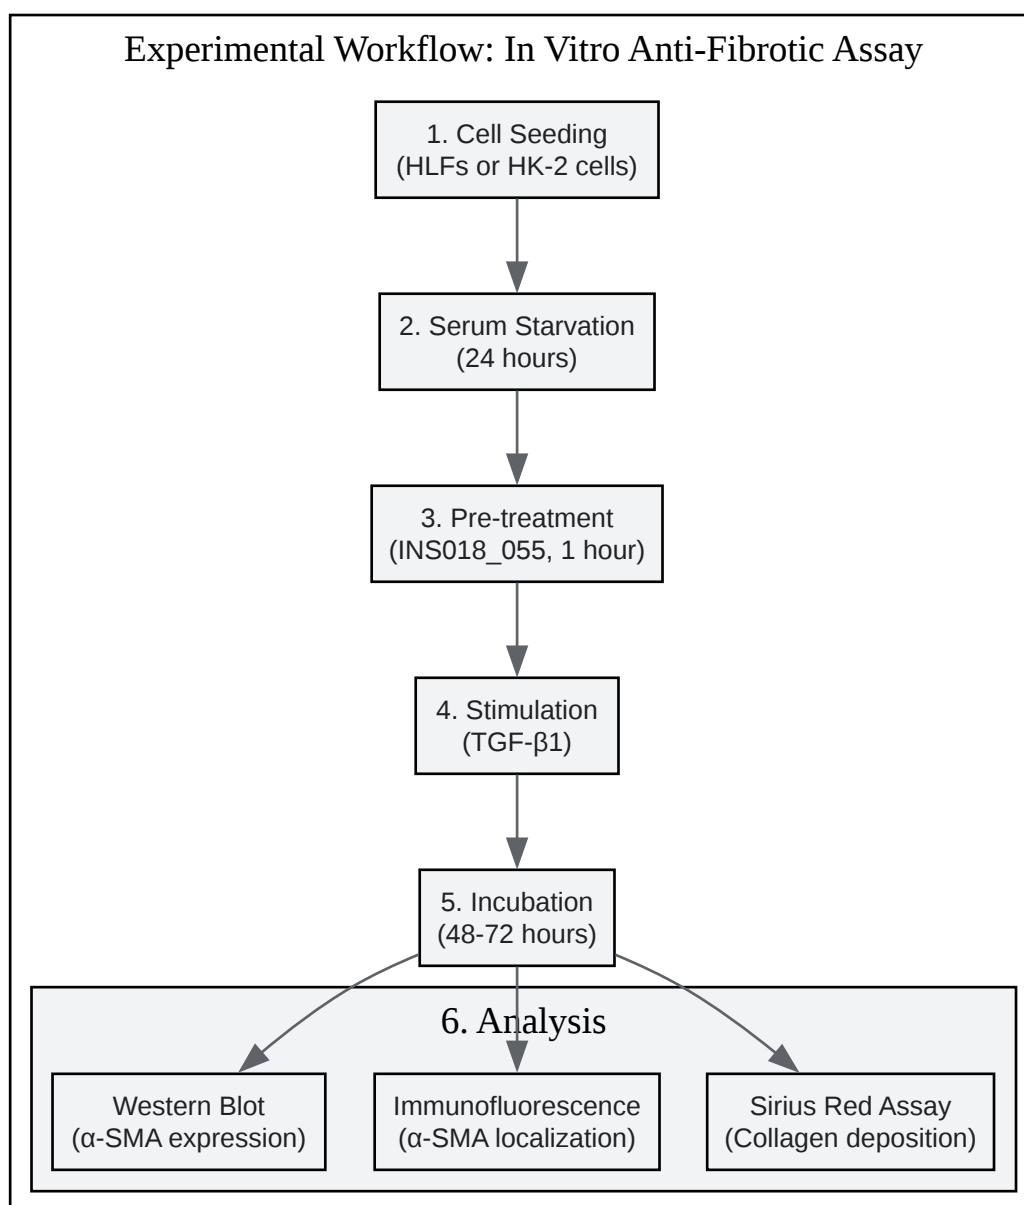 Experimental Workflow: In Vitro Anti-Fibrotic Assay
1. Cell Seeding
(HLFs or HK-2 cells)
2. Serum Starvation
(24 hours)
3. Pre-treatment
(INS018_055, 1 hour)
4. Stimulation
(TGF-β1)
5. Incubation
(48-72 hours)
6. Analysis
Western Blot
(α-SMA expression)
Immunofluorescence
(α-SMA localization)
Sirius Red Assay
(Collagen deposition)